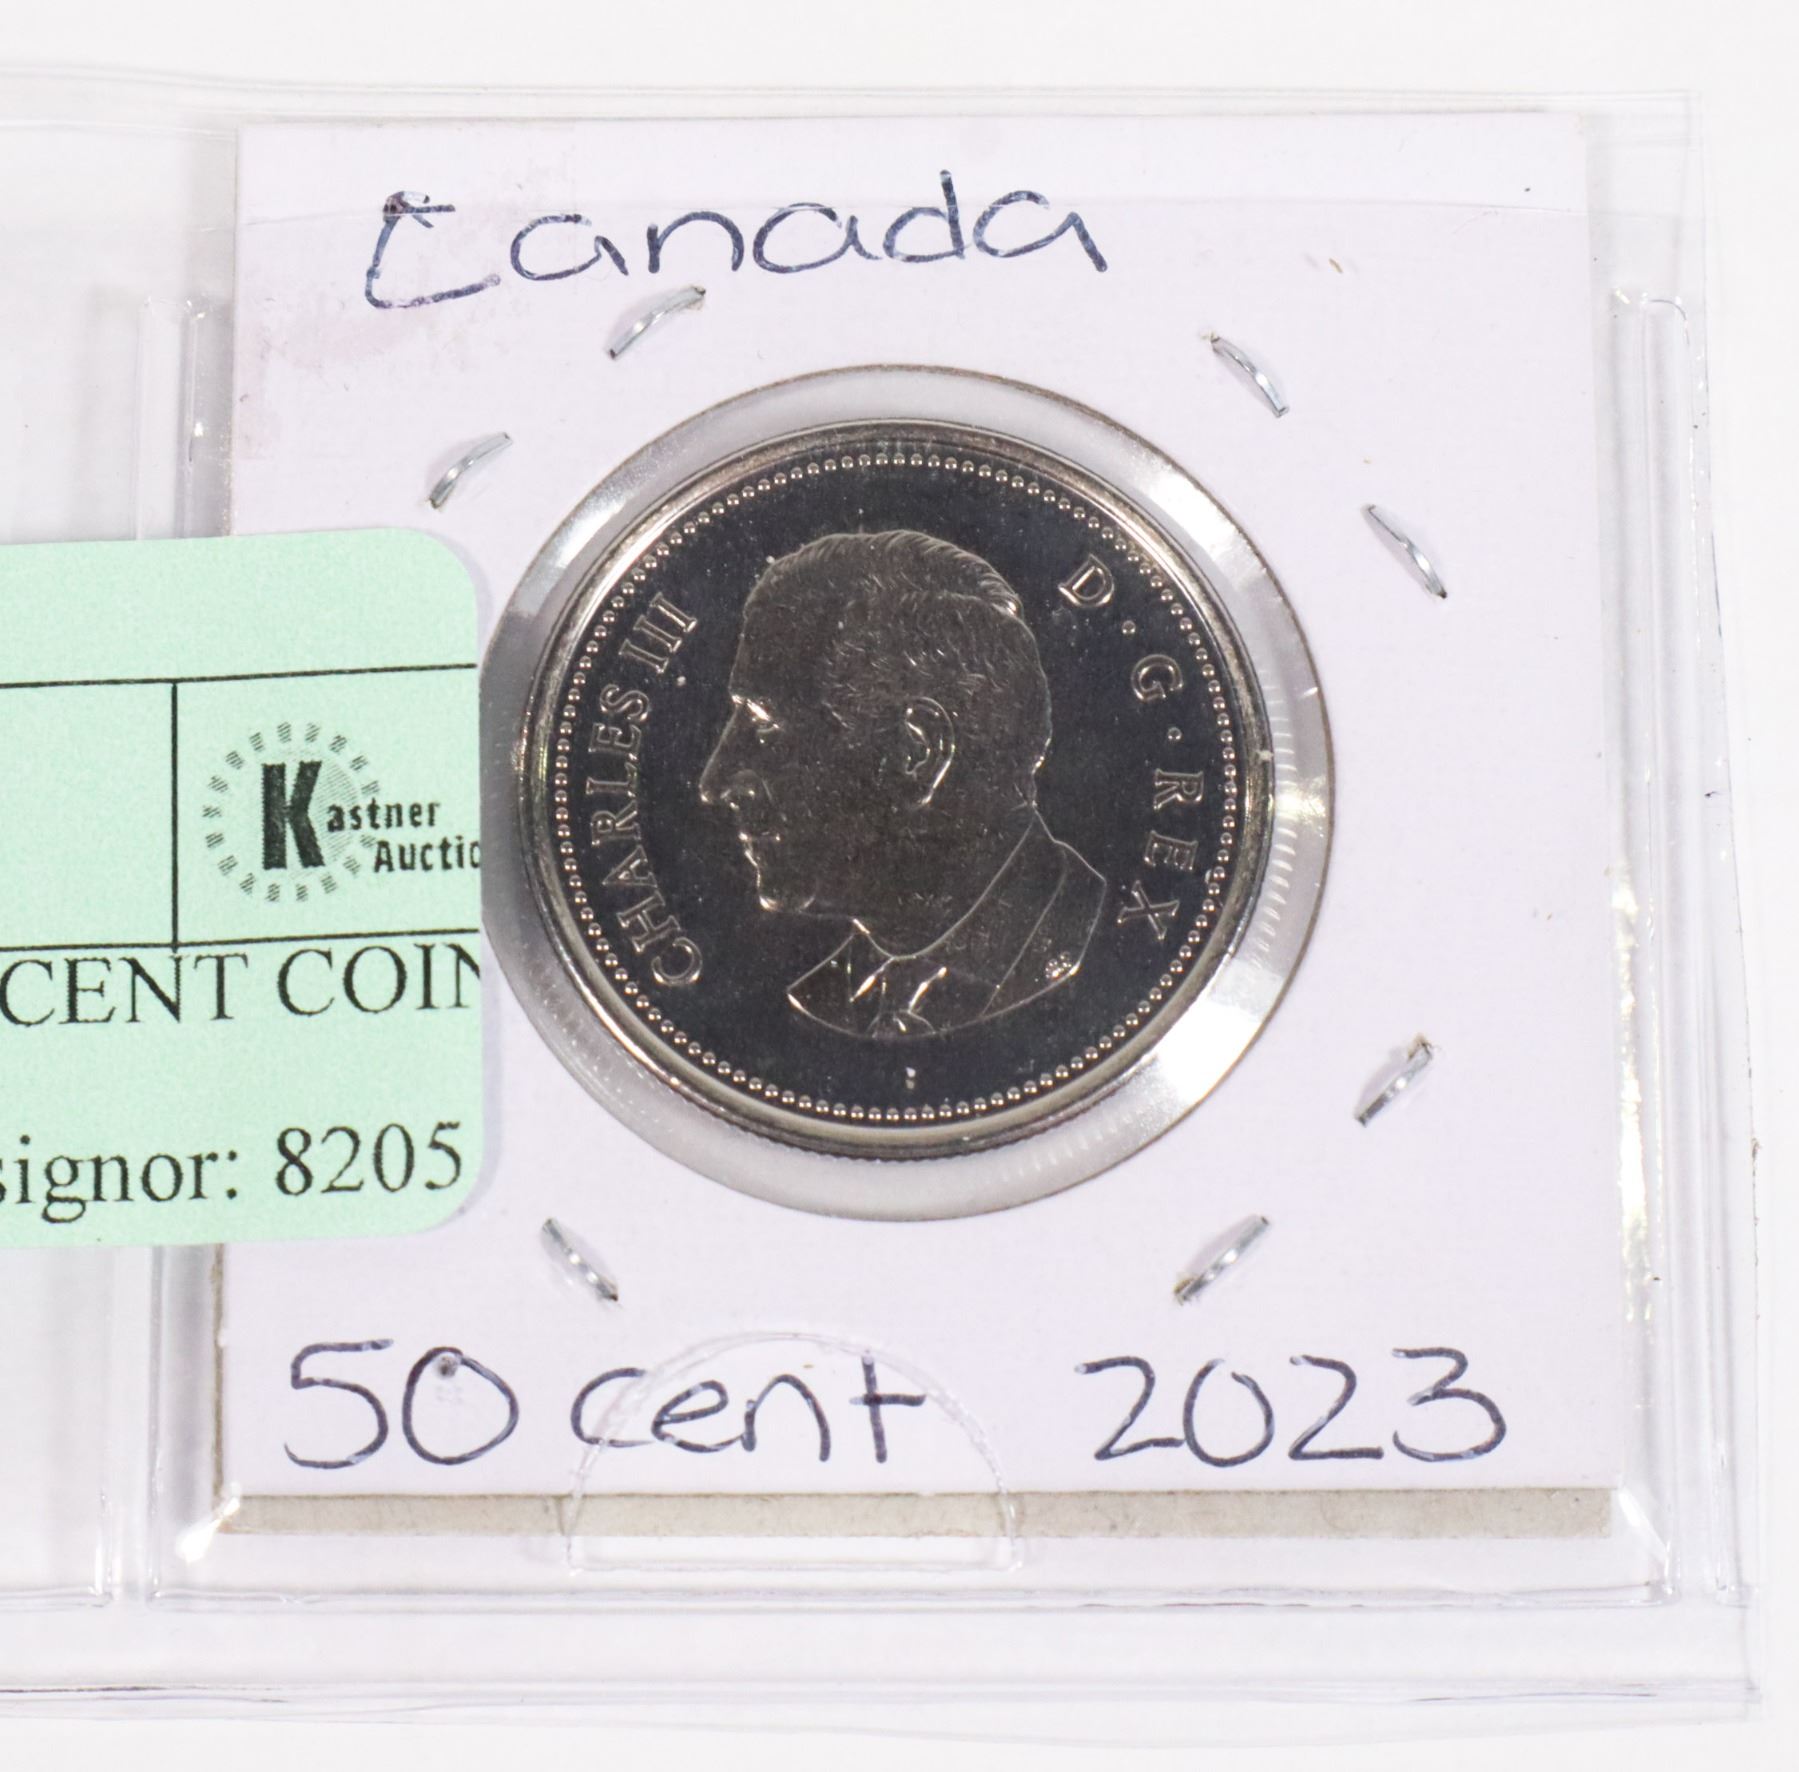 Canada
CHARLES III D·G·REX
Kastner
Auctio
CENT COIN
signor: 8205
50 cent 2023